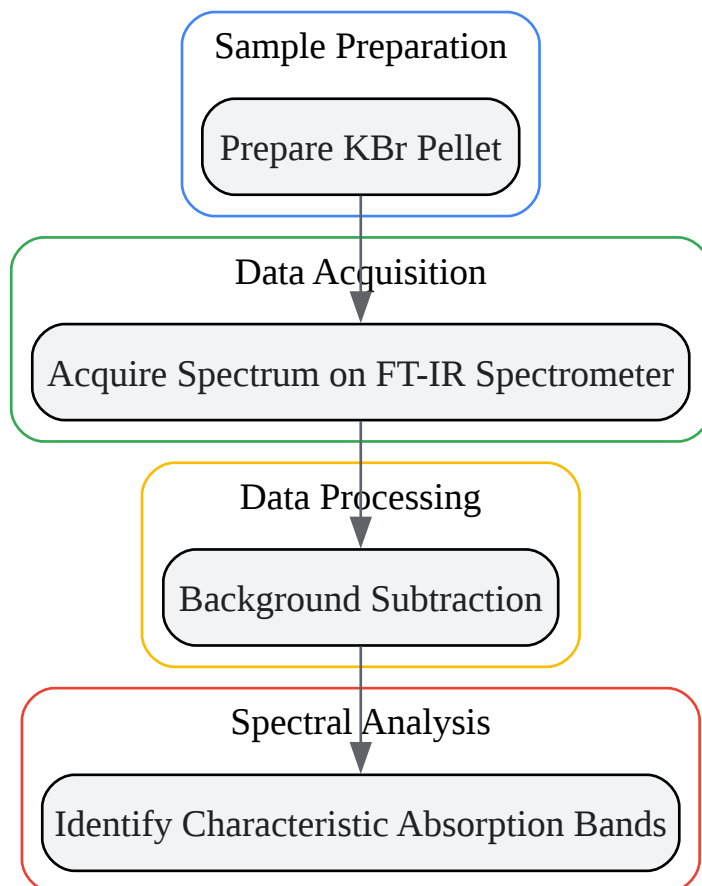 Sample Preparation
Prepare KBr Pellet
Data Acquisition
Acquire Spectrum on FT-IR Spectrometer
Data Processing
Background Subtraction
Spectral Analysis
Identify Characteristic Absorption Bands